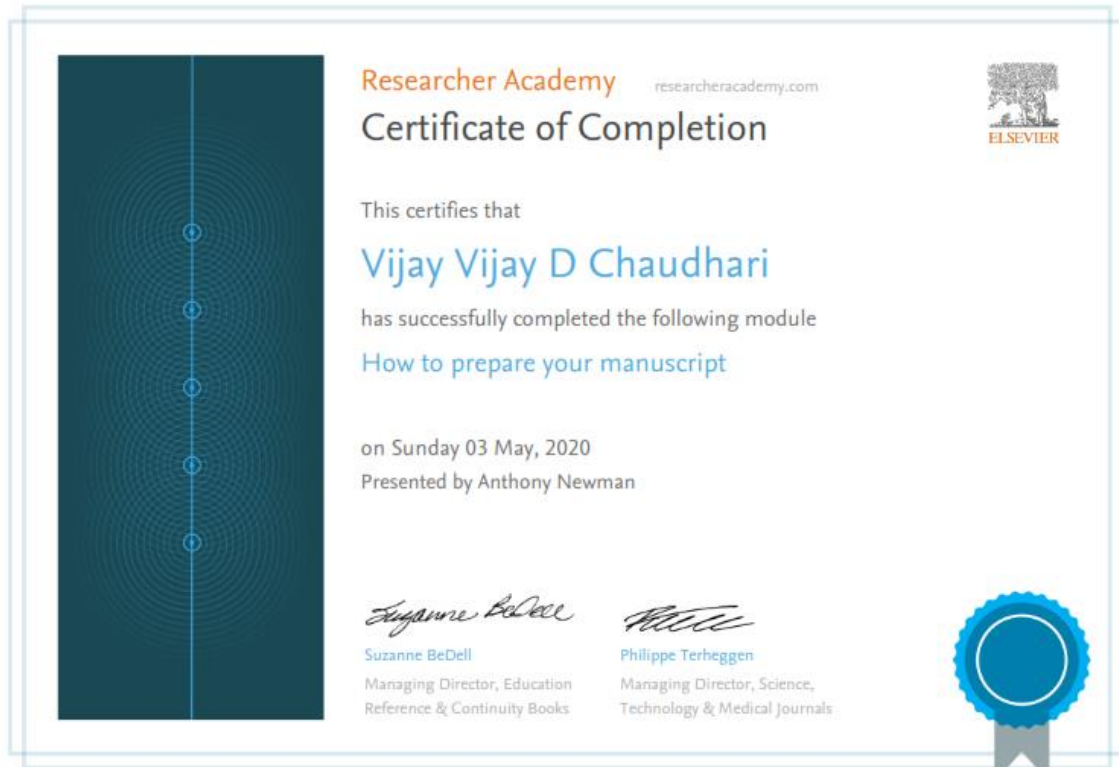 Researcher Academy researcheracademy.com
Certificate of Completion
ELSEVIER
This certifies that
Vijay Vijay D Chaudhari
has successfully completed the following module
How to prepare your manuscript
on Sunday 03 May, 2020
Presented by Anthony Newman
Suzanne BeDell
Suzanne BeDell
Philippe Terheggen
Managing Director, Education
Reference & Continuity Books
Managing Director, Science,
Technology & Medical Journals